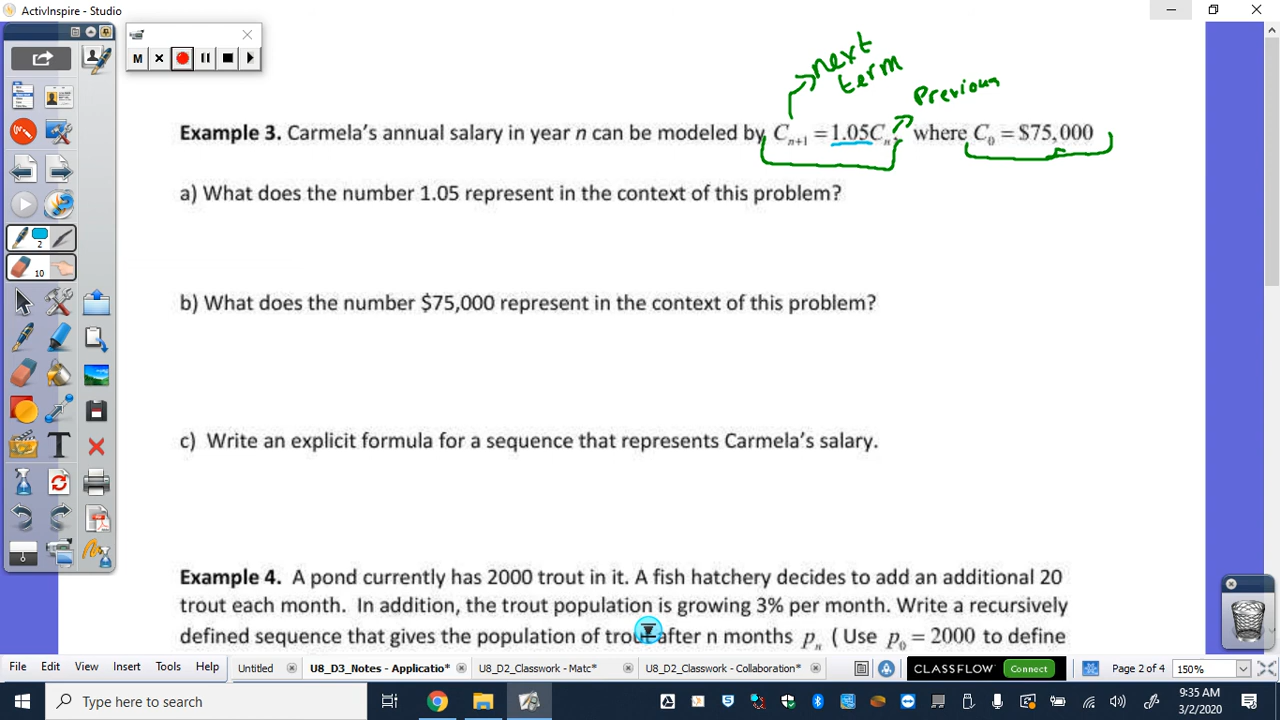 ActivInspire - Studio
M
next
term
Previous
Example 3. Carmela's annual salary in year n can be modeled by Cₙ₊₁ = 1.05Cₙ, where C₀ = $75,000
a) What does the number 1.05 represent in the context of this problem?
2
10
b) What does the number $75,000 represent in the context of this problem?
c) Write an explicit formula for a sequence that represents Carmela's salary.
T
Example 4. A pond currently has 2000 trout in it. A fish hatchery decides to add an additional 20
trout each month. In addition, the trout population is growing 3% per month. Write a recursively
defined sequence that gives the population of trout after n months pₙ ( Use p₀ = 2000 to define
File Edit View Insert Tools Help Untitled U8_D3_Notes - Applicatio* U8_D2_Classwork - Matc* U8_D2_Classwork - Collaboration* CLASSFLOW Connect Page 2 of 4 150%
Type here to search
9:35 AM
3/2/2020